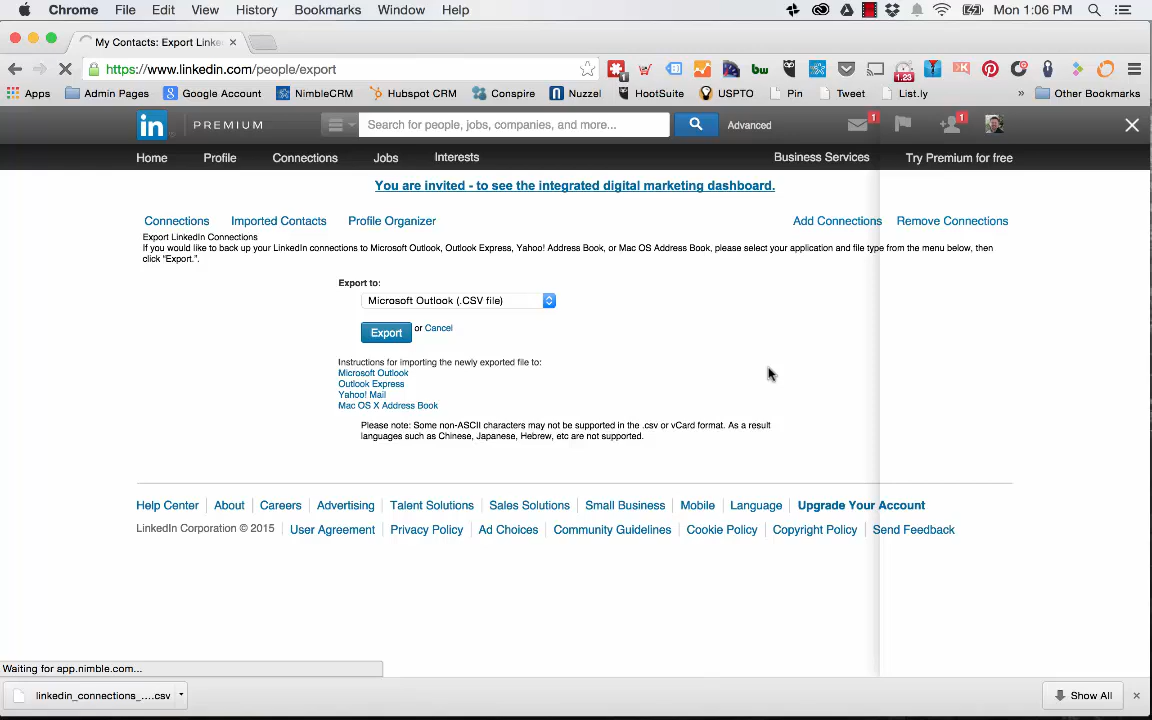 Chrome File Edit View History Bookmarks Window Help Mon 1:06 PM
My Contacts: Export Linke
https://www.linkedin.com/people/export
1
1.23
Apps Admin Pages Google Account NimbleCRM Hubspot CRM Conspire Nuzzel HootSuite USPTO Pin Tweet List.ly » Other Bookmarks
in PREMIUM Search for people, jobs, companies, and more... Advanced 1 1
Home Profile Connections Jobs Interests Business Services Try Premium for free
You are invited - to see the integrated digital marketing dashboard.
Connections Imported Contacts Profile Organizer Add Connections Remove Connections
Export LinkedIn Connections
If you would like to back up your LinkedIn connections to Microsoft Outlook, Outlook Express, Yahoo! Address Book, or Mac OS Address Book, please select your application and file type from the menu below, then
click "Export.".
Export to:
Microsoft Outlook (.CSV file)
Export or Cancel
Instructions for importing the newly exported file to:
Microsoft Outlook
Outlook Express
Yahoo! Mail
Mac OS X Address Book
Please note: Some non-ASCII characters may not be supported in the .csv or vCard format. As a result
languages such as Chinese, Japanese, Hebrew, etc are not supported.
Help Center About Careers Advertising Talent Solutions Sales Solutions Small Business Mobile Language Upgrade Your Account
LinkedIn Corporation © 2015 User Agreement Privacy Policy Ad Choices Community Guidelines Cookie Policy Copyright Policy Send Feedback
Waiting for app.nimble.com...
linkedin_connections_....csv Show All